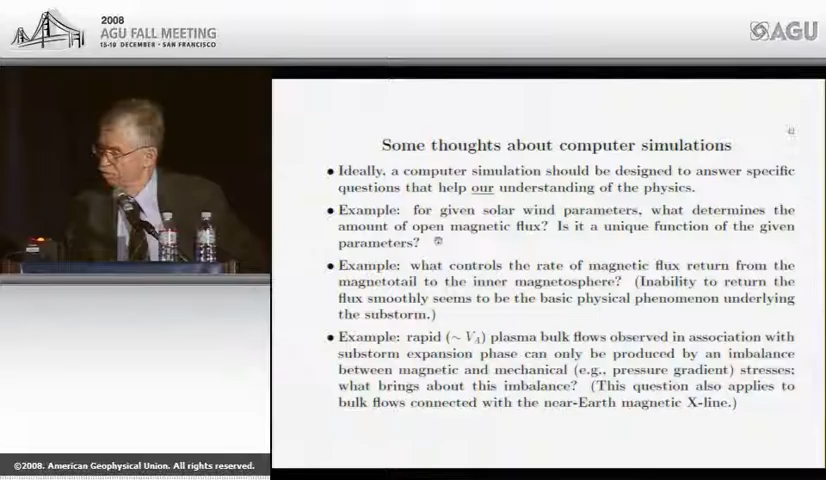 2008
AGU FALL MEETING
15-19 DECEMBER - SAN FRANCISCO
AGU
42
Some thoughts about computer simulations
• Ideally, a computer simulation should be designed to answer specific
questions that help our understanding of the physics.
• Example: for given solar wind parameters, what determines the
amount of open magnetic flux? Is it a unique function of the given
parameters?
• Example: what controls the rate of magnetic flux return from the
magnetotail to the inner magnetosphere? (Inability to return the
flux smoothly seems to be the basic physical phenomenon underlying
the substorm.)
• Example: rapid (∼ V_A) plasma bulk flows observed in association with
substorm expansion phase can only be produced by an imbalance
between magnetic and mechanical (e.g., pressure gradient) stresses;
what brings about this imbalance? (This question also applies to
bulk flows connected with the near-Earth magnetic X-line.)
©2008. American Geophysical Union. All rights reserved.